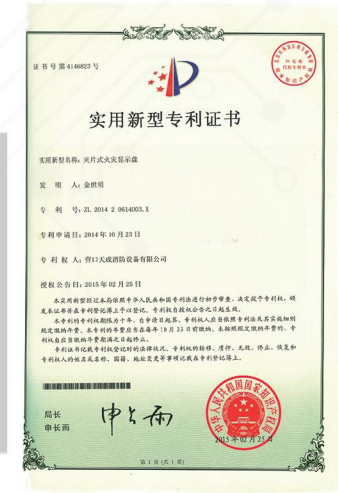 证书号第4146823号
实用新型专利证书
实用新型名称：夹片式火灾显示盘
发 明 人：金世明
专 利 号：ZL 2014 2 0614003.X
专利申请日：2014年10月23日
专 利 权 人：营口天成消防设备有限公司
授权公告日：2015年02月25日
本实用新型经过本局依照中华人民共和国专利法进行初步审查，决定授予专利权，颁
发本证书并在专利登记簿上予以登记。专利权自授权公告之日起生效。
本专利的专利权期限为十年，自申请日起算。专利权人应当依照专利法及其实施细则
规定缴纳年费。本专利的年费应当在每年10月23日前缴纳。未按照规定缴纳年费的，专
利权自应当缴纳年费期满之日起终止。
专利证书记载专利权登记时的法律状况。专利权的转移、质押、无效、终止、恢复和
专利权人的姓名或名称、国籍、地址变更等事项记载在专利登记簿上。
局长
申长雨
申长雨
中华人民共和国国家知识产权局
2015年02月25日
第1页(共1页)